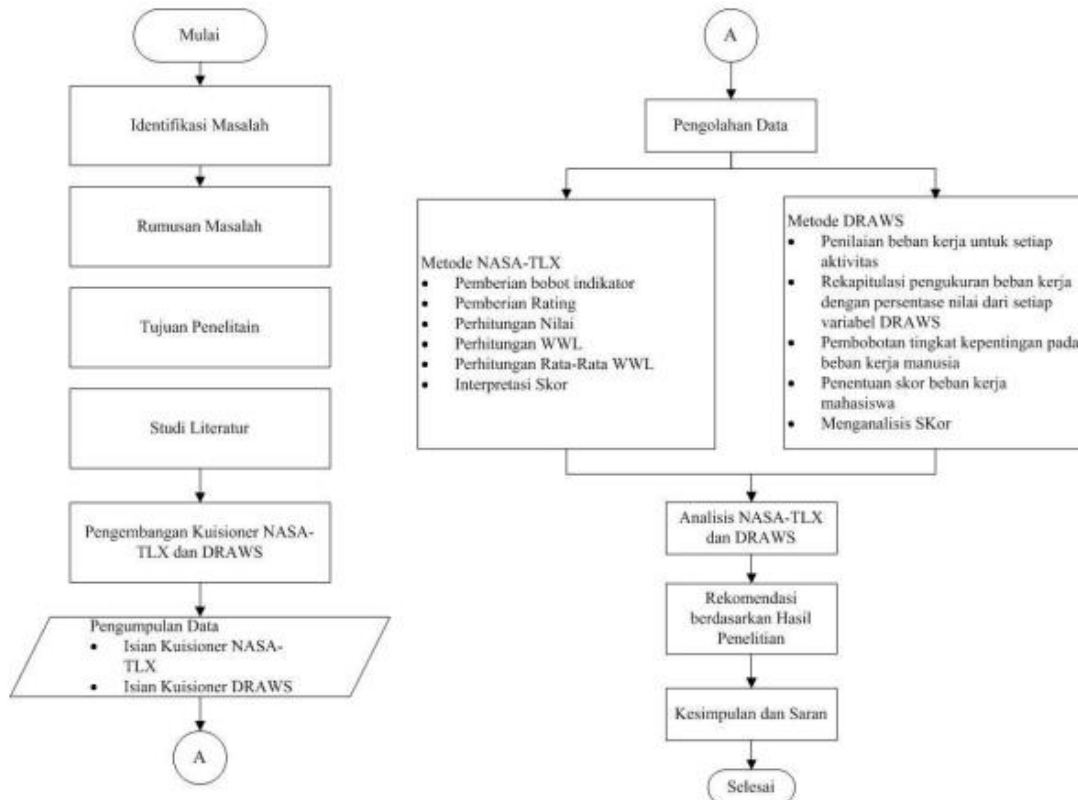 Mulai
Identifikasi Masalah
Rumusan Masalah
Tujuan Penelitain
Studi Literatur
Pengembangan Kuisioner NASA-
TLX dan DRAWS
Pengumpulan Data
• Isian Kuisioner NASA-
TLX
• Isian Kuisioner DRAWS
A
A
Pengolahan Data
Metode NASA-TLX
• Pemberian bobot indikator
• Pemberian Rating
• Perhitungan Nilai
• Perhitungan WWL
• Perhitungan Rata-Rata WWL
• Interpretasi Skor
Metode DRAWS
• Penilaian beban kerja untuk setiap
aktivitas
• Rekapitulasi pengukuran beban kerja
dengan persentase nilai dari setiap
variabel DRAWS
• Pembobotan tingkat kepentingan pada
beban kerja manusia
• Penentuan skor beban kerja
mahasiswa
• Menganalisis SKor
Analisis NASA-TLX
dan DRAWS
Rekomendasi
berdasarkan Hasil
Penelitian
Kesimpulan dan Saran
Selesai